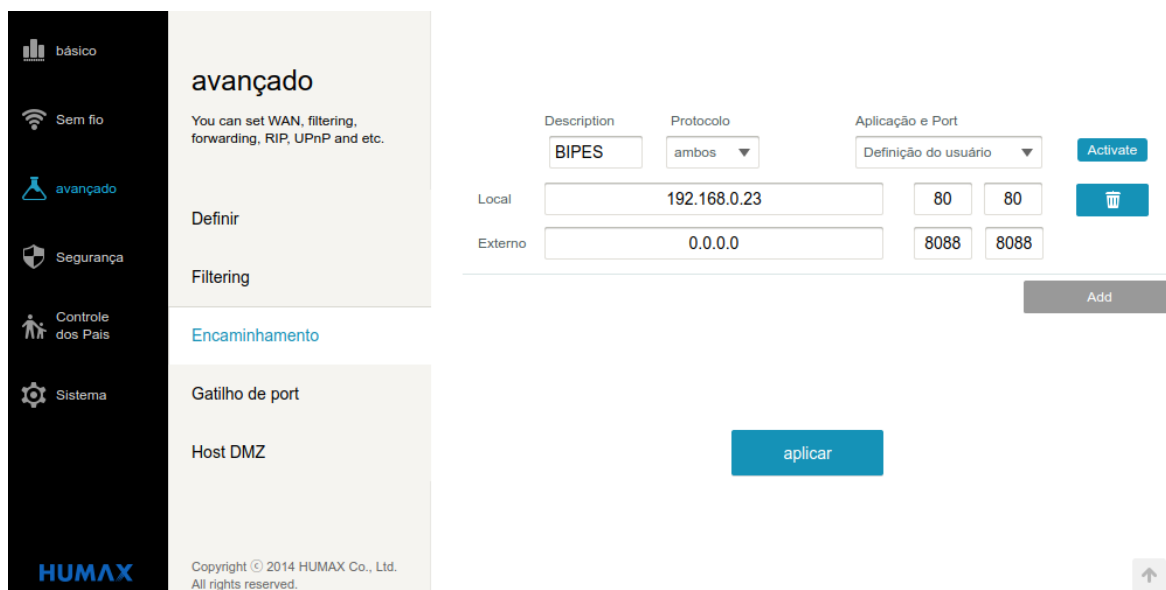 básico
Sem fio
avançado
Segurança
Controle
dos Pais
Sistema
HUMAX
avançado
You can set WAN, filtering,
forwarding, RIP, UPnP and etc.
Definir
Filtering
Encaminhamento
Gatilho de port
Host DMZ
Copyright ⓒ 2014 HUMAX Co., Ltd.
All rights reserved.
Description Protocolo Aplicação e Port
BIPES ambos Definição do usuário Activate
Local 192.168.0.23 80 80
Externo 0.0.0.0 8088 8088
Add
aplicar